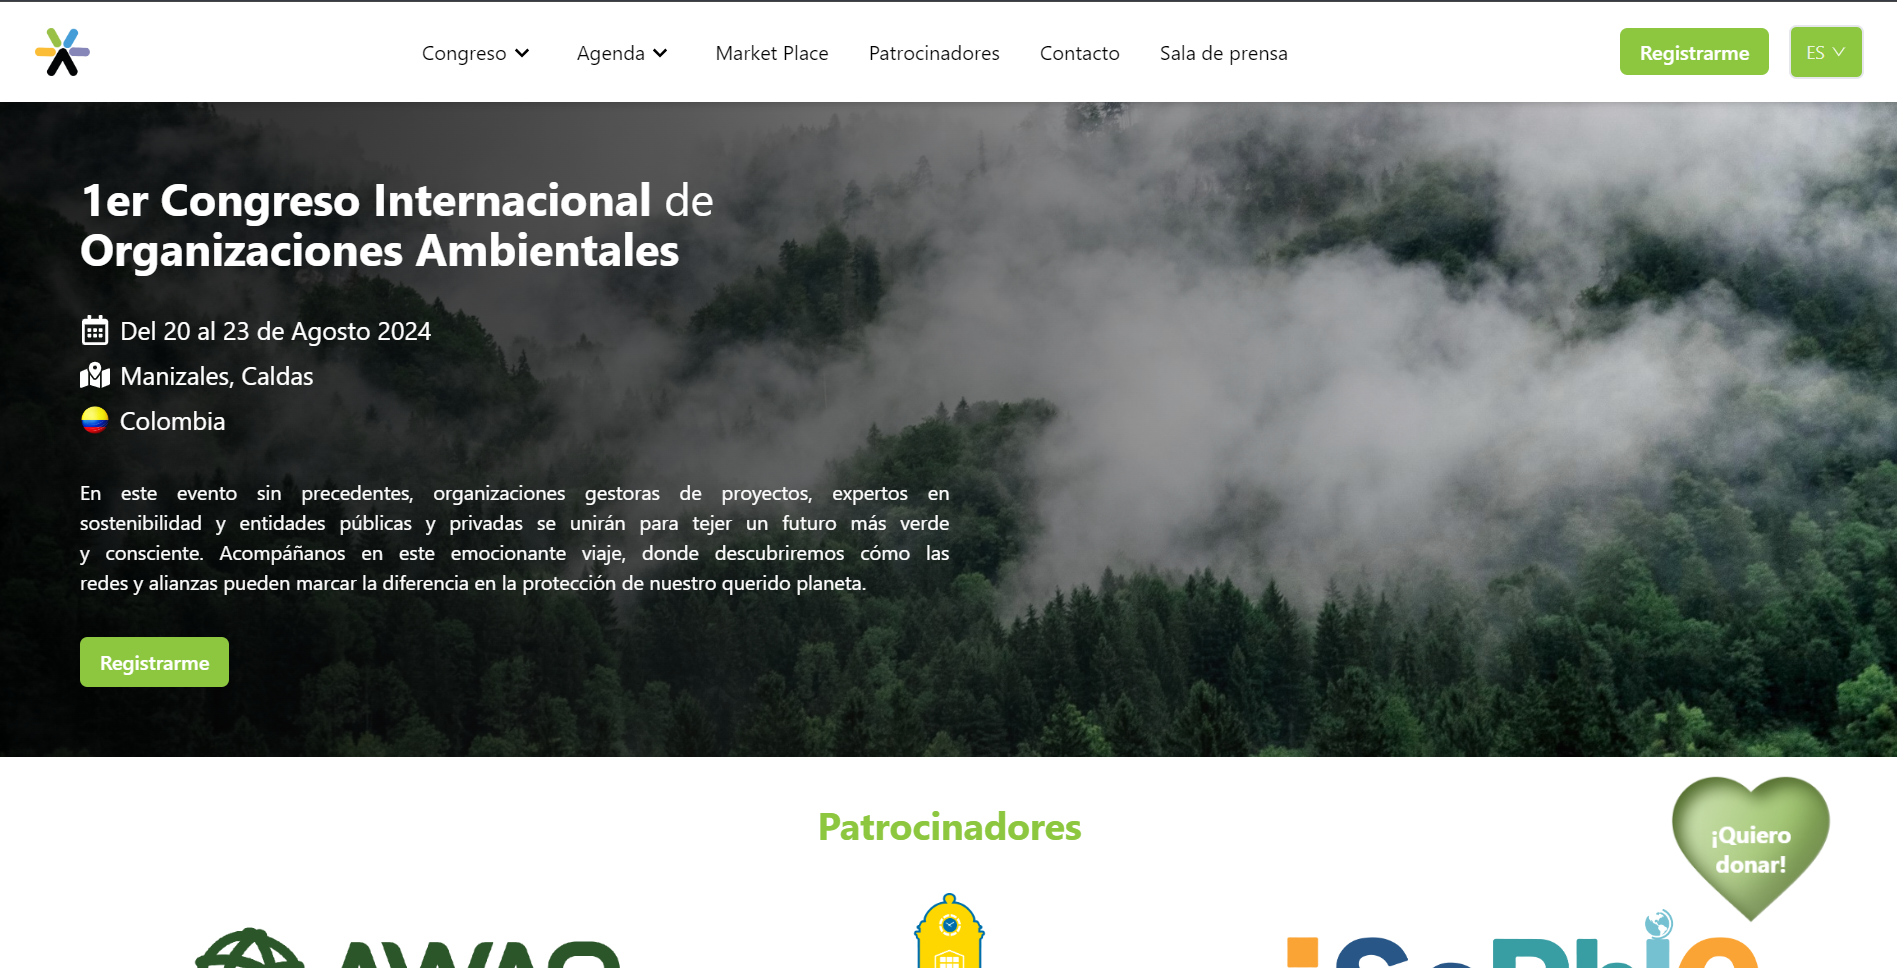 Congreso
Agenda
Market Place
Patrocinadores
Contacto
Sala de prensa
Registrarme
ES
1er Congreso Internacional de
Organizaciones Ambientales
Del 20 al 23 de Agosto 2024
Manizales, Caldas
Colombia
En este evento sin precedentes, organizaciones gestoras de proyectos, expertos en
sostenibilidad y entidades públicas y privadas se unirán para tejer un futuro más verde
y consciente. Acompáñanos en este emocionante viaje, donde descubriremos cómo las
redes y alianzas pueden marcar la diferencia en la protección de nuestro querido planeta.
Registrarme
Patrocinadores
¡Quiero
donar!